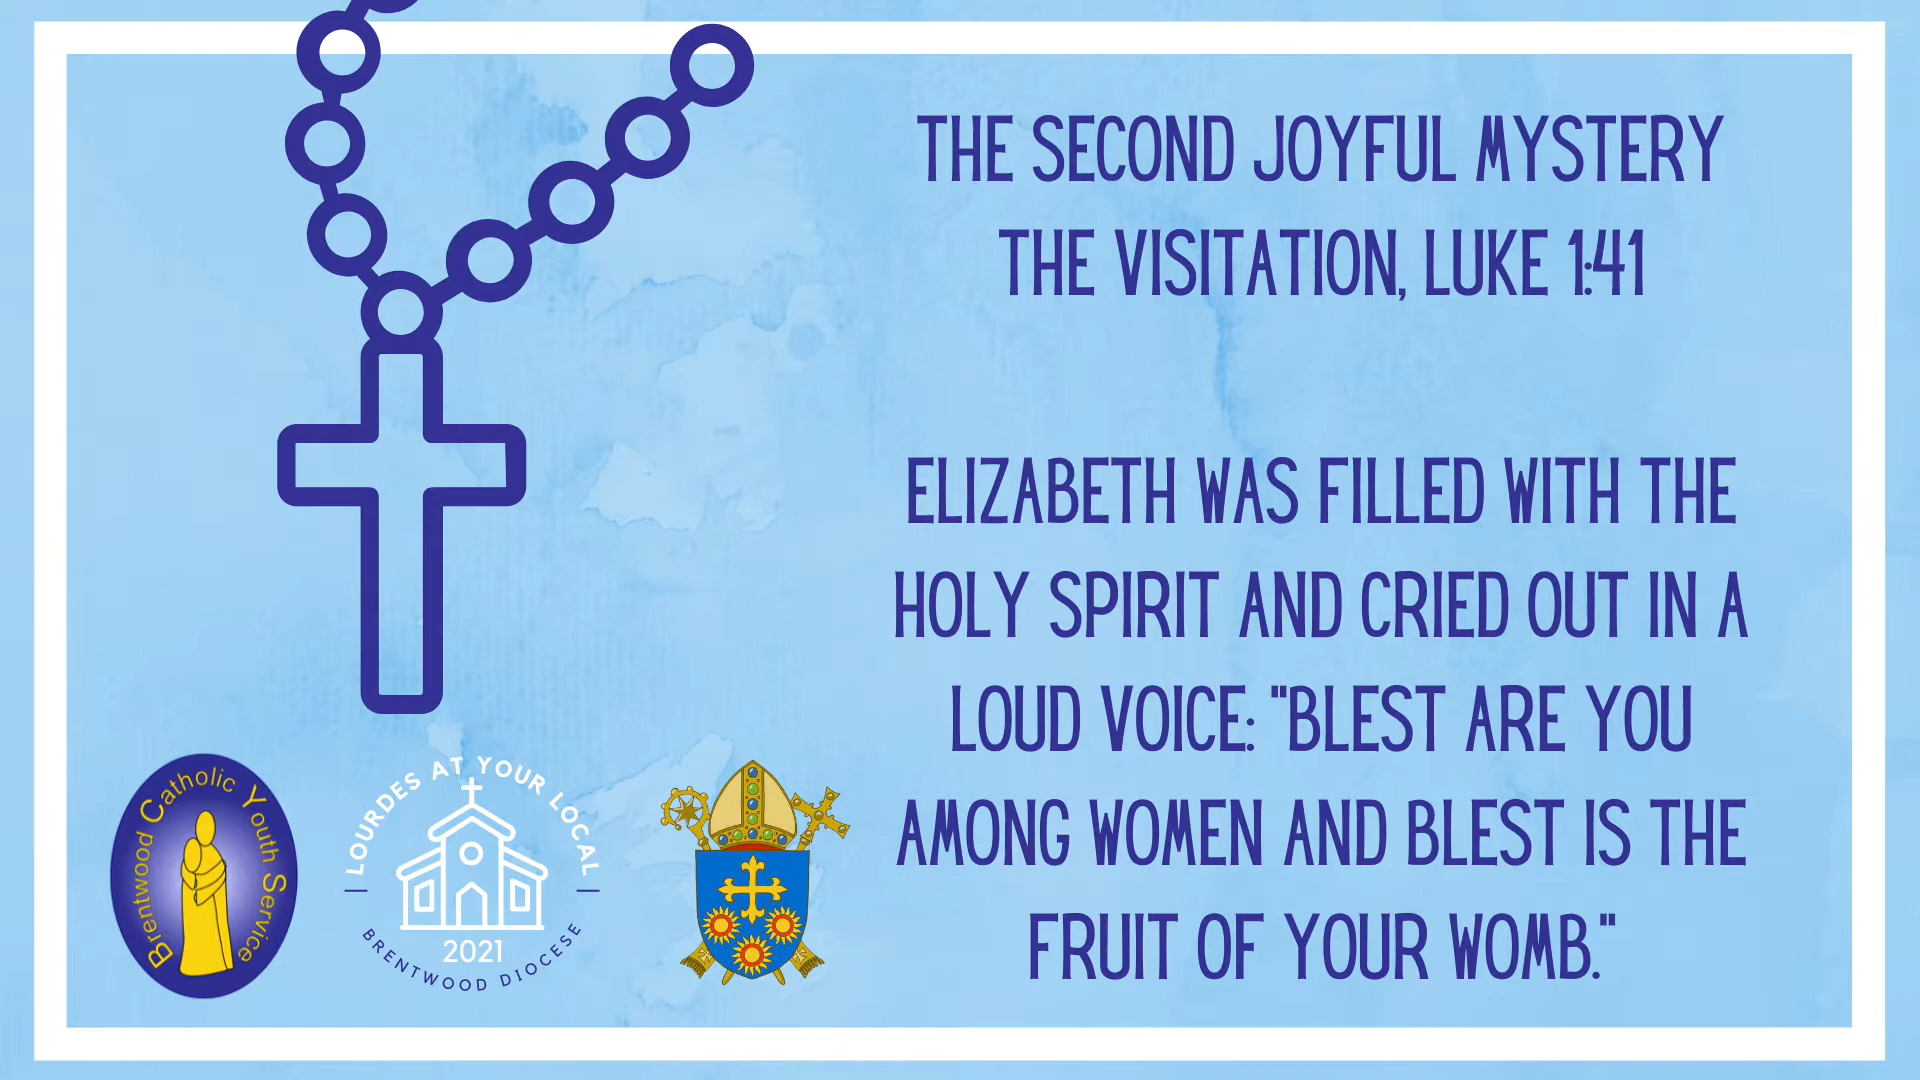 THE SECOND JOYFUL MYSTERY
THE VISITATION, LUKE 1:41
ELIZABETH WAS FILLED WITH THE
HOLY SPIRIT AND CRIED OUT IN A
LOUD VOICE: "BLEST ARE YOU
AMONG WOMEN AND BLEST IS THE
FRUIT OF YOUR WOMB."
Brentwood Catholic Youth Service
LOURDES AT YOUR LOCAL
2021
BRENTWOOD DIOCESE